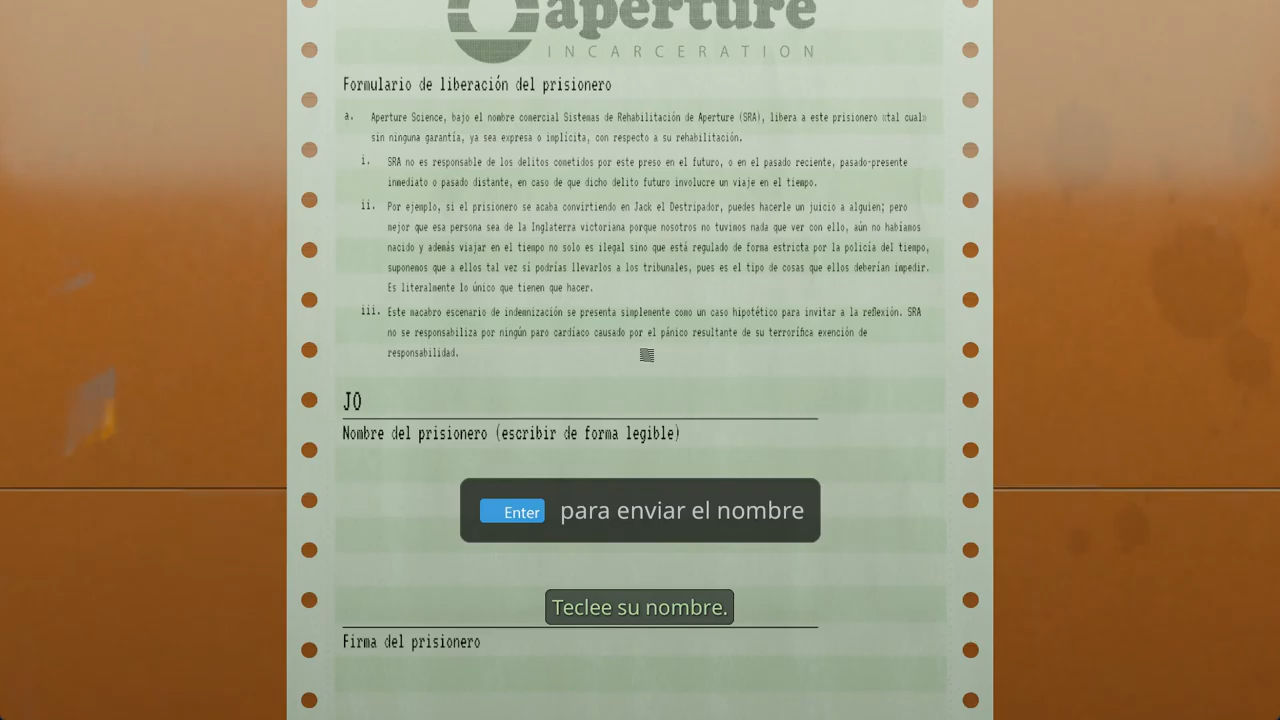 aperture
INCARCERATION
Formulario de liberación del prisionero
a. Aperture Science, bajo el nombre comercial Sistemas de Rehabilitación de Aperture (SRA), libera a este prisionero «tal cual»
sin ninguna garantía, ya sea expresa o implícita, con respecto a su rehabilitación.
i. SRA no es responsable de los delitos cometidos por este preso en el futuro, o en el pasado reciente, pasado-presente
inmediato o pasado distante, en caso de que dicho delito futuro involucre un viaje en el tiempo.
ii. Por ejemplo, si el prisionero se acaba convirtiendo en Jack el Destripador, puedes hacerle un juicio a alguien; pero
mejor que esa persona sea de la Inglaterra victoriana porque nosotros no tuvimos nada que ver con ello, aún no habíamos
nacido y además viajar en el tiempo no solo es ilegal sino que está regulado de forma estricta por la policía del tiempo,
suponemos que a ellos tal vez sí podrías llevarlos a los tribunales, pues es el tipo de cosas que ellos deberían impedir.
Es literalmente lo único que tienen que hacer.
iii. Este macabro escenario de indemnización se presenta simplemente como un caso hipotético para invitar a la reflexión. SRA
no se responsabiliza por ningún paro cardíaco causado por el pánico resultante de su terrorífica exención de
responsabilidad.
JO
Nombre del prisionero (escribir de forma legible)
Enter para enviar el nombre
Teclee su nombre.
Firma del prisionero